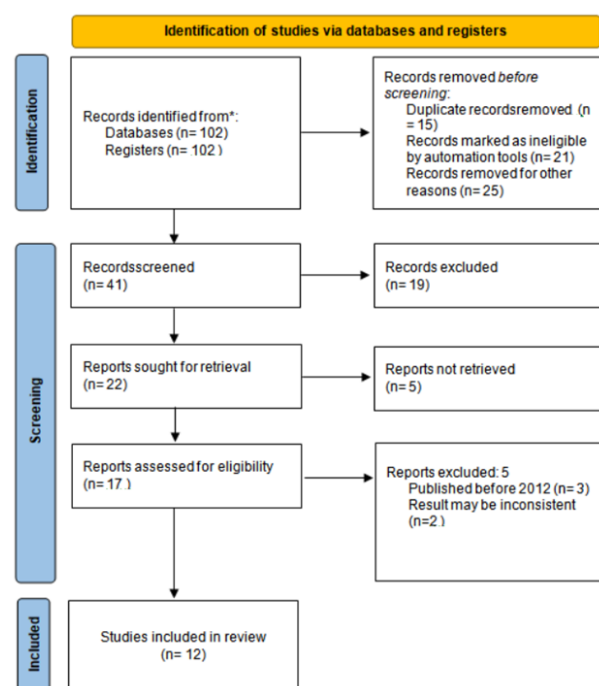 Identification of studies via databases and registers
Identification
Records identified from*:
Databases (n= 102)
Registers (n= 102 )
Records removed before
screening:
Duplicate recordsremoved (n
= 15)
Records marked as ineligible
by automation tools (n= 21)
Records removed for other
reasons (n= 25)
Screening
Recordsscreened
(n= 41)
Records excluded
(n= 19)
Reports sought for retrieval
(n= 22)
Reports not retrieved
(n= 5)
Reports assessed for eligibility
(n= 17 )
Reports excluded: 5
Published before 2012 (n= 3)
Result may be inconsistent
(n=2 )
Included
Studies included in review
(n= 12)